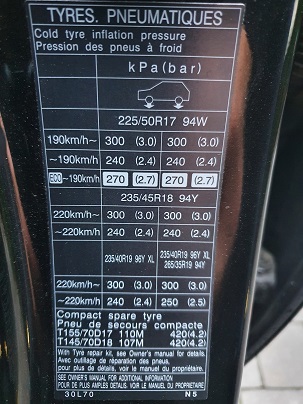 TYRES. PNEUMATIQUES
Cold tyre inflation pressure
Pression des pneus à froid
kPa(bar)
225/50R17 94W
190km/h~ 300 (3.0) 300 (3.0)
~190km/h 240 (2.4) 240 (2.4)
ECO ~190km/h 270 (2.7) 270 (2.7)
235/45R18 94Y
220km/h~ 300 (3.0) 300 (3.0)
~220km/h 240 (2.4) 240 (2.4)
235/40R19 96Y XL 235/40R19 96Y XL
265/35R19 94Y
220km/h~ 300 (3.0) 300 (3.0)
~220km/h 240 (2.4) 250 (2.5)
Compact spare tyre
Pneu de secours compacte
T155/70D17 110M 420(4.2)
T145/70D18 107M 420(4.2)
With Tyre repair kit, see Owner's manual for details.
Avec outillage de réparation des pneus,
pour plus de détails, voir le manuel du propriétaire.
SEE OWNER'S MANUAL FOR ADDITIONAL INFORMATION
POUR DE PLUS AMPLES DETAILS, VOIR LE MANUEL DU PROPRIETAIRE
30L70 N5